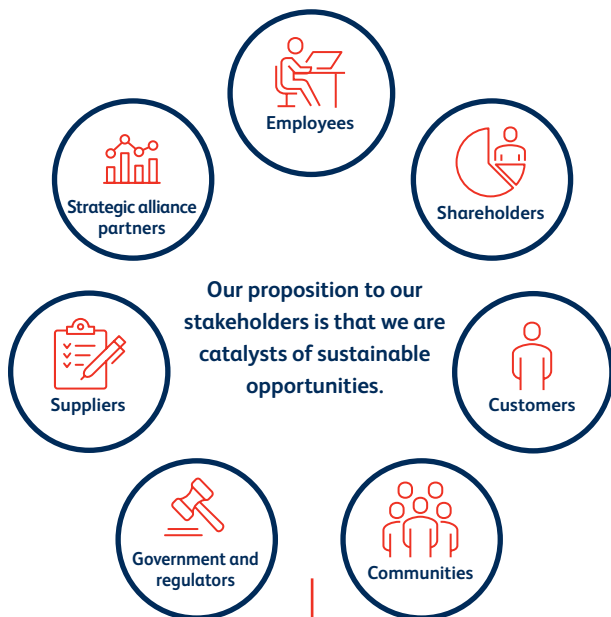 Employees
Strategic alliance
partners
Shareholders
Our proposition to our
stakeholders is that we are
catalysts of sustainable
opportunities.
Suppliers
Customers
Government and
regulators
Communities